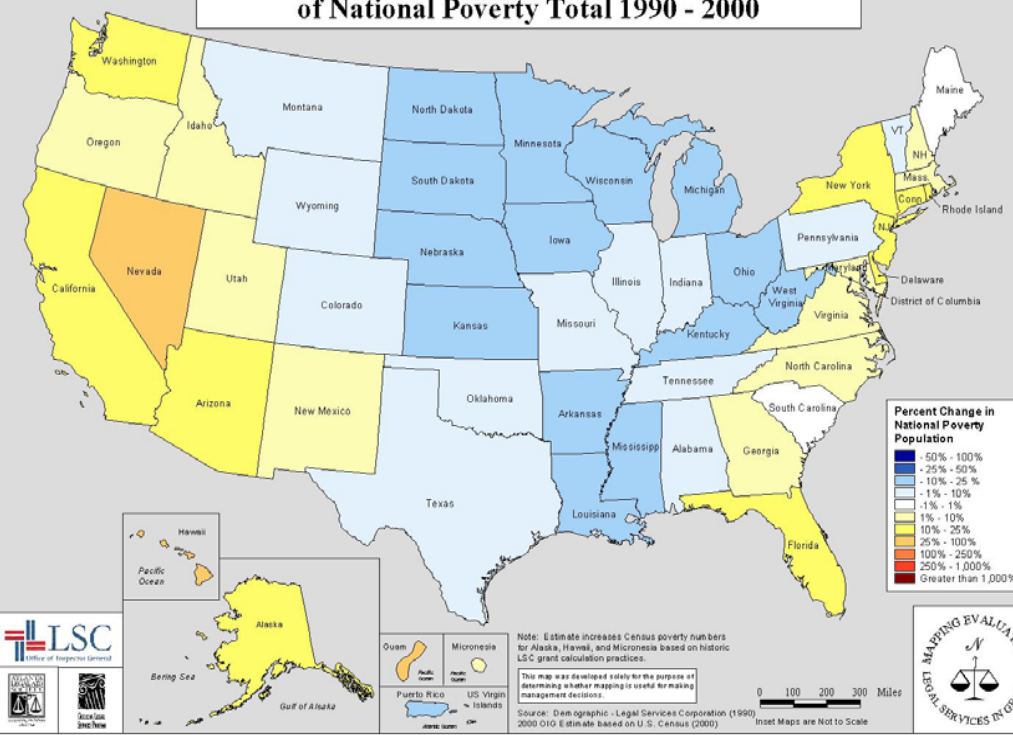 of National Poverty Total 1990 - 2000
Washington
Montana
North Dakota
Minnesota
Maine
Oregon
Idaho
VT
NH
South Dakota
Wisconsin
Michigan
New York
Mass.
Conn.
Rhode Island
Wyoming
Nebraska
Iowa
Pennsylvania
NJ
Nevada
Utah
Colorado
Illinois
Indiana
Ohio
Maryland
Delaware
California
West
Virginia
District of Columbia
Kansas
Missouri
Kentucky
Virginia
North Carolina
Tennessee
Arizona
New Mexico
Oklahoma
Arkansas
South Carolina
Mississipp
Alabama
Georgia
Texas
Louisiana
Florida
Percent Change in
National Poverty
Population
- 50% - 100%
- 25% - 50%
- 10% - 25 %
- 1% - 10%
-1% - 1%
1% - 10%
10% - 25%
25% - 100%
100% - 250%
250% - 1,000%
Greater than 1,000%
Hawaii
Pacific
Ocean
Alaska
Bering Sea
Gulf of Alsaka
LSC
Office of Inspector General
Guam
Pacific
Ocean
Micronesia
Pacific
Ocean
Puerto Rico
US Virgin
Islands
Note: Estimate increases Census poverty numbers
for Alaska, Hawaii, and Micronesia based on historic
LSC grant calculation practices.
This map was developed solely for the purpose of
determining whether mapping is useful for making
management decisions.
Source: Demographic - Legal Services Corporation (1990)
2000 OIG Estimate based on U.S. Census (2000)
0 100 200 300 Miles
Inset Maps are Not to Scale
MAPPING EVALUA
N
LEGAL SERVICES IN